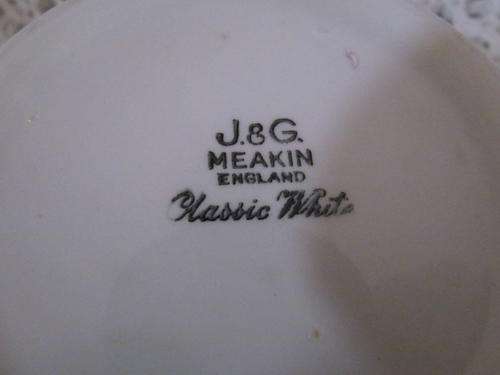 J.&G.
MEAKIN
ENGLAND
Classic White